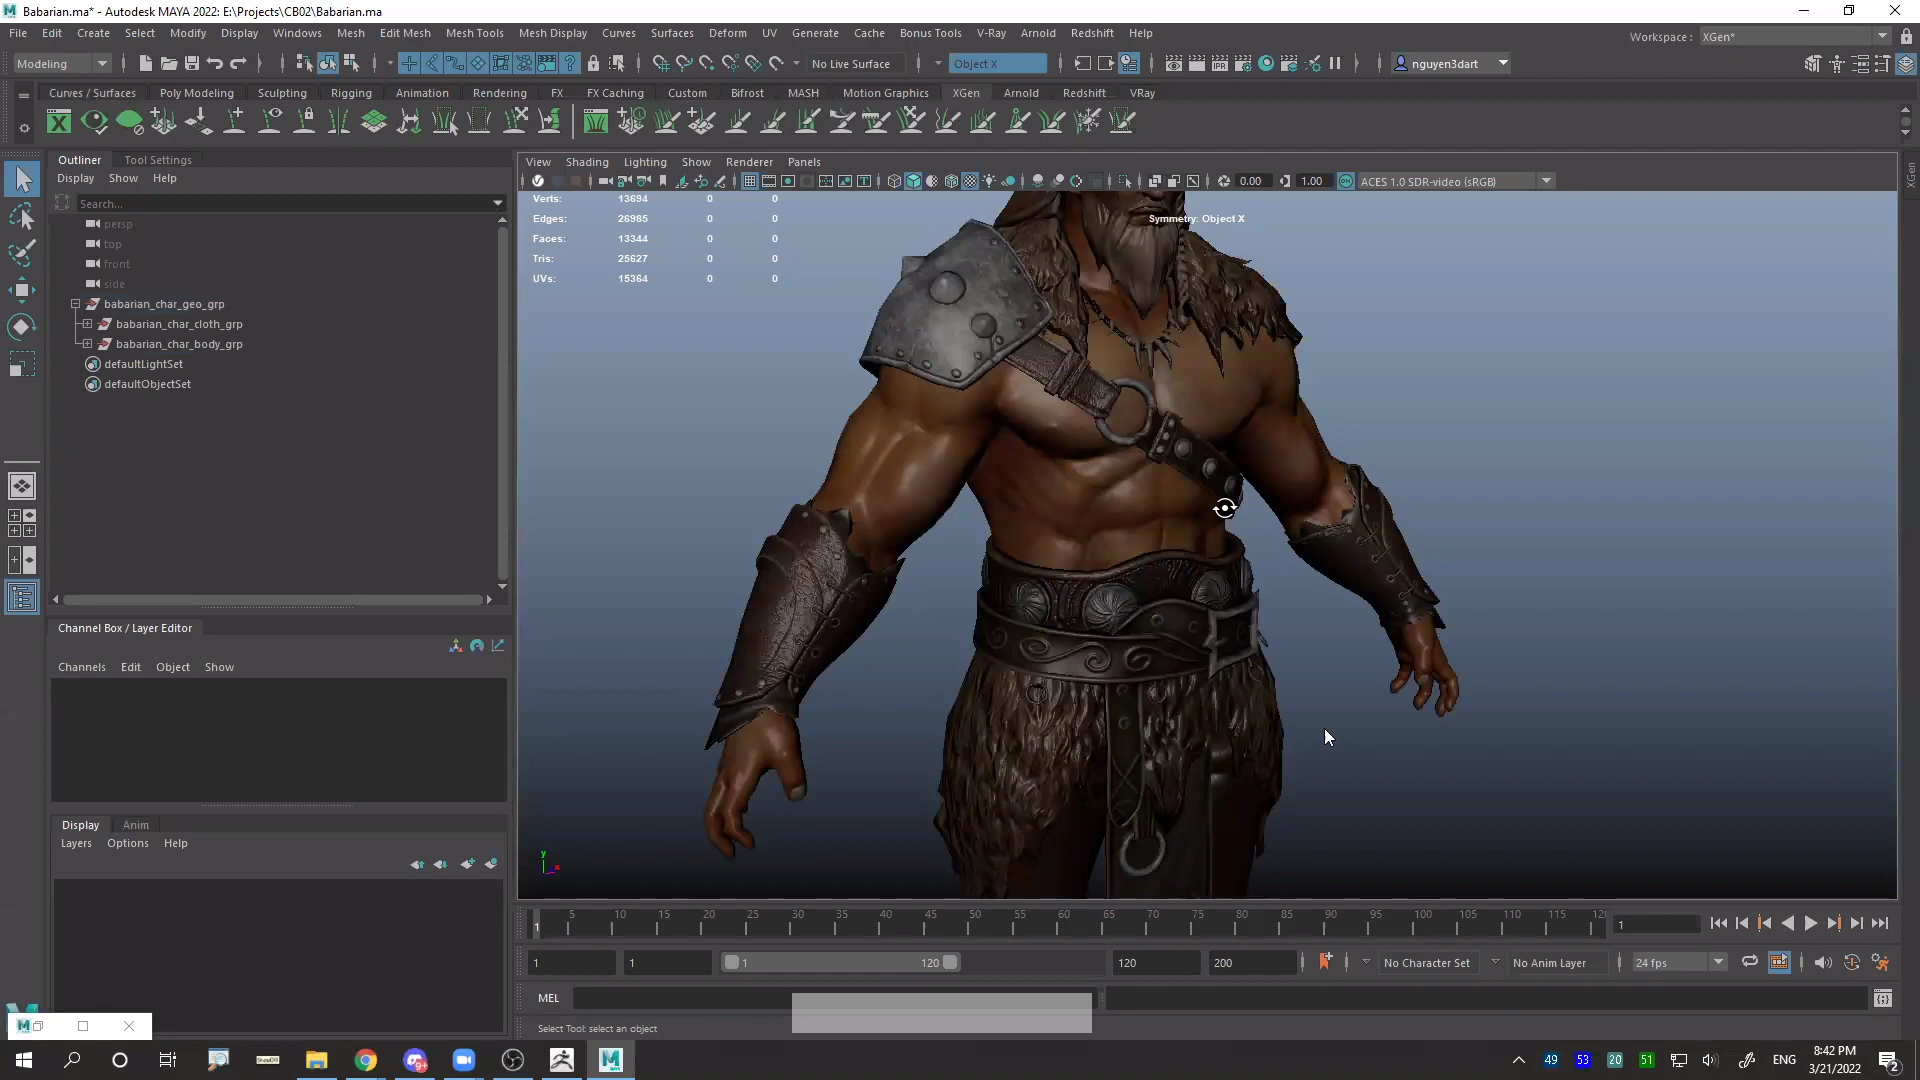 Babarian.ma* - Autodesk MAYA 2022: E:\Projects\CB02\Babarian.ma
File Edit Create Select Modify Display Windows Mesh Edit Mesh Mesh Tools Mesh Display Curves Surfaces Deform UV Generate Cache Bonus Tools V-Ray Arnold Redshift Help
Workspace : XGen*
Modeling No Live Surface Object X IPR nguyen3dart
Curves / Surfaces Poly Modeling Sculpting Rigging Animation Rendering FX FX Caching Custom Bifrost MASH Motion Graphics XGen Arnold Redshift VRay
Outliner Tool Settings
View Shading Lighting Show Renderer Panels
XGen
Display Show Help
0.00 1.00 ACES 1.0 SDR-video (sRGB)
Search...
persp
top
front
side
babarian_char_geo_grp
babarian_char_cloth_grp
babarian_char_body_grp
defaultLightSet
defaultObjectSet
Verts: 13694 0 0
Edges: 26985 0 0
Faces: 13344 0 0
Tris: 25627 0 0
UVs: 15364 0 0
Symmetry: Object X
Channel Box / Layer Editor
Channels Edit Object Show
Display Anim
Layers Options Help
y
x
1 5 10 15 20 25 30 35 40 45 50 55 60 65 70 75 80 85 90 95 100 105 110 115 12
1
1 1 1 120 120 200 No Character Set No Anim Layer 24 fps
MEL
Select Tool: select an object
49 53 20 51 ENG
8:42 PM
3/21/2022
2